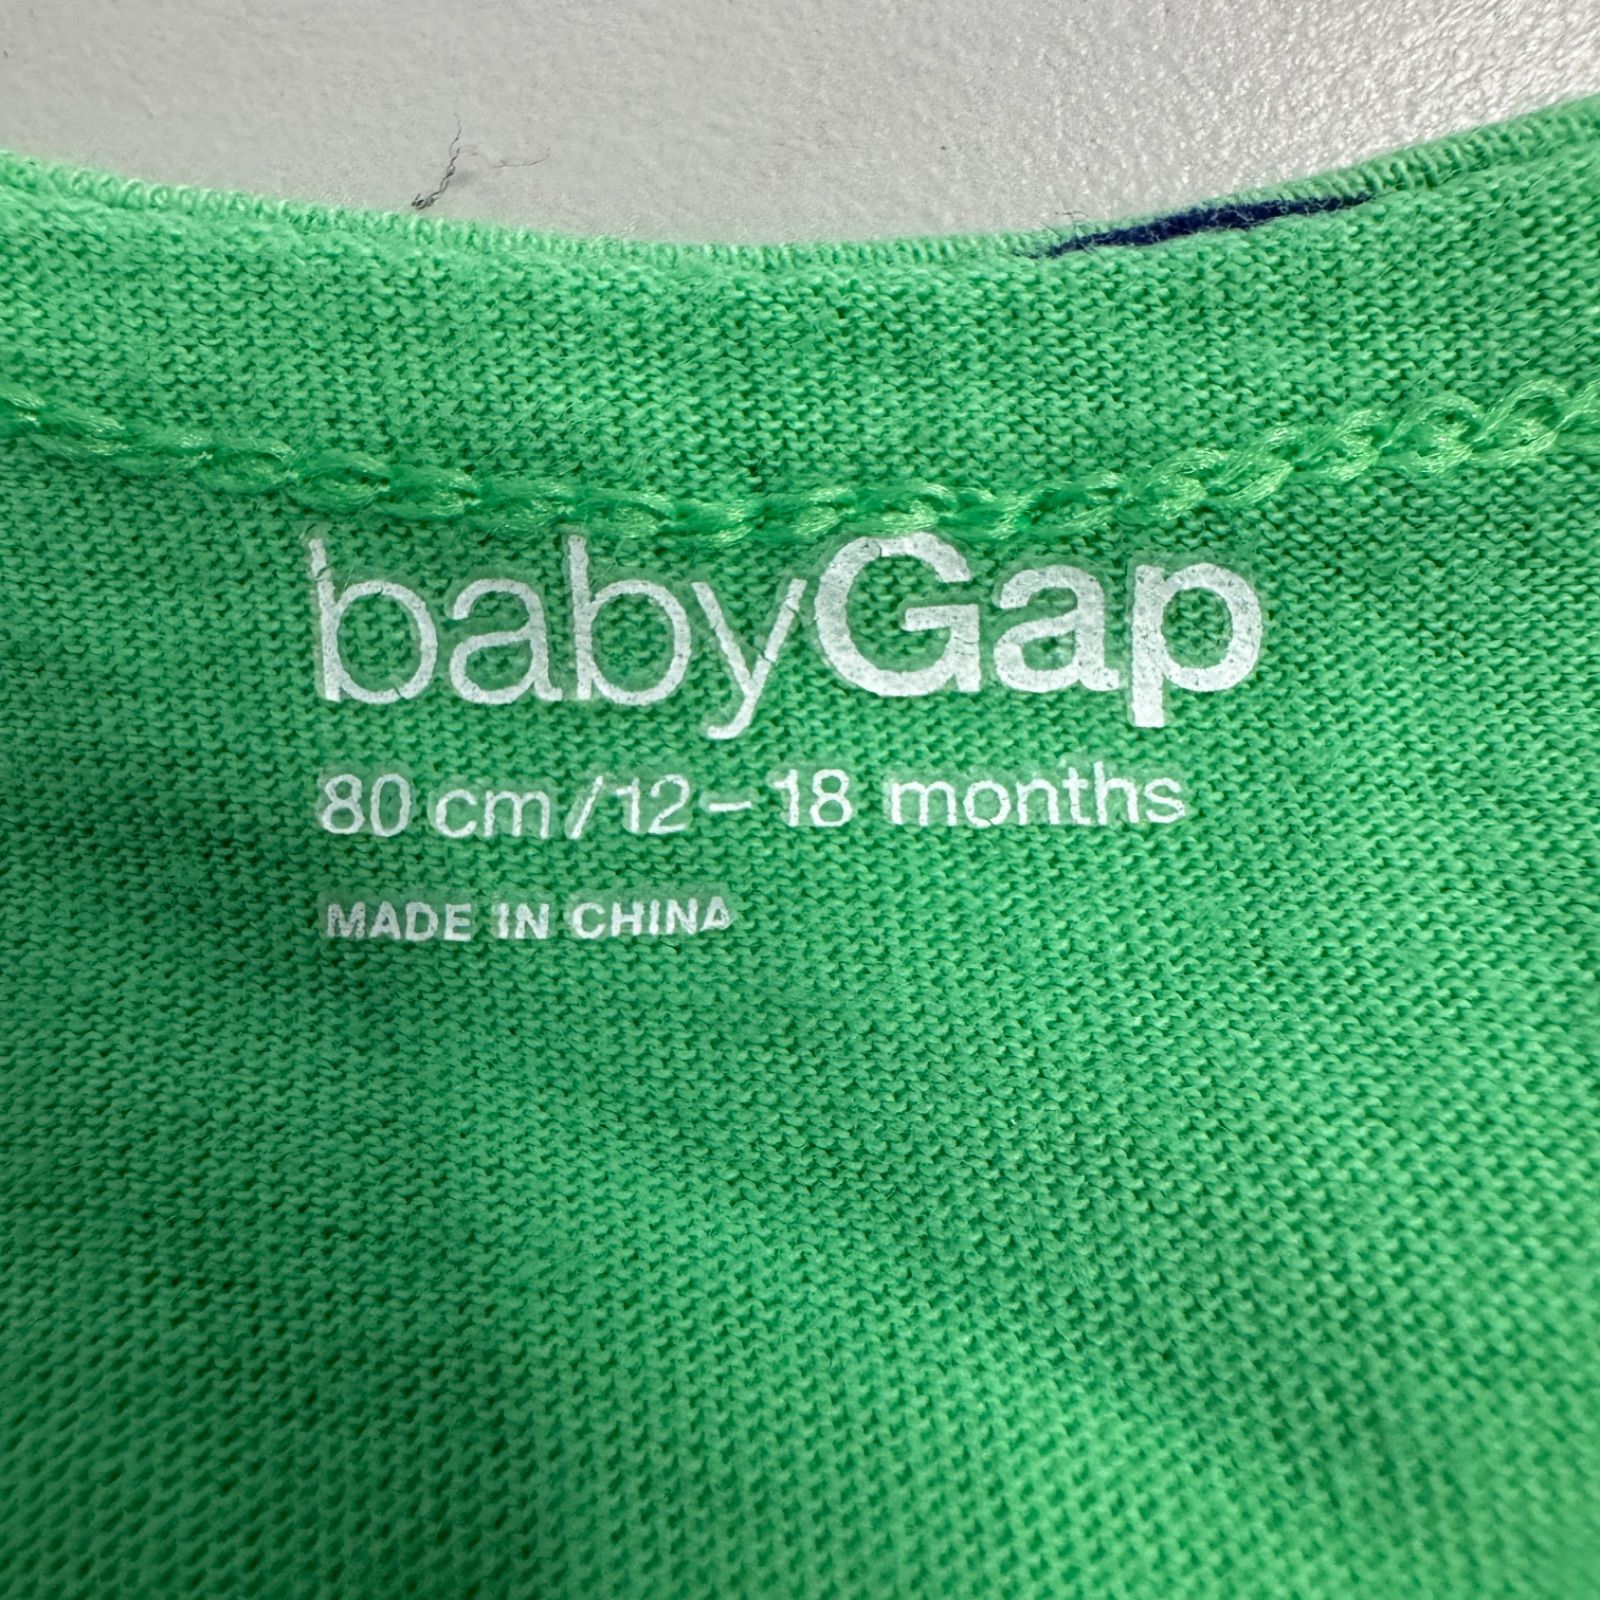 babyGap
80 cm/12-18 months
MADE IN CHINA